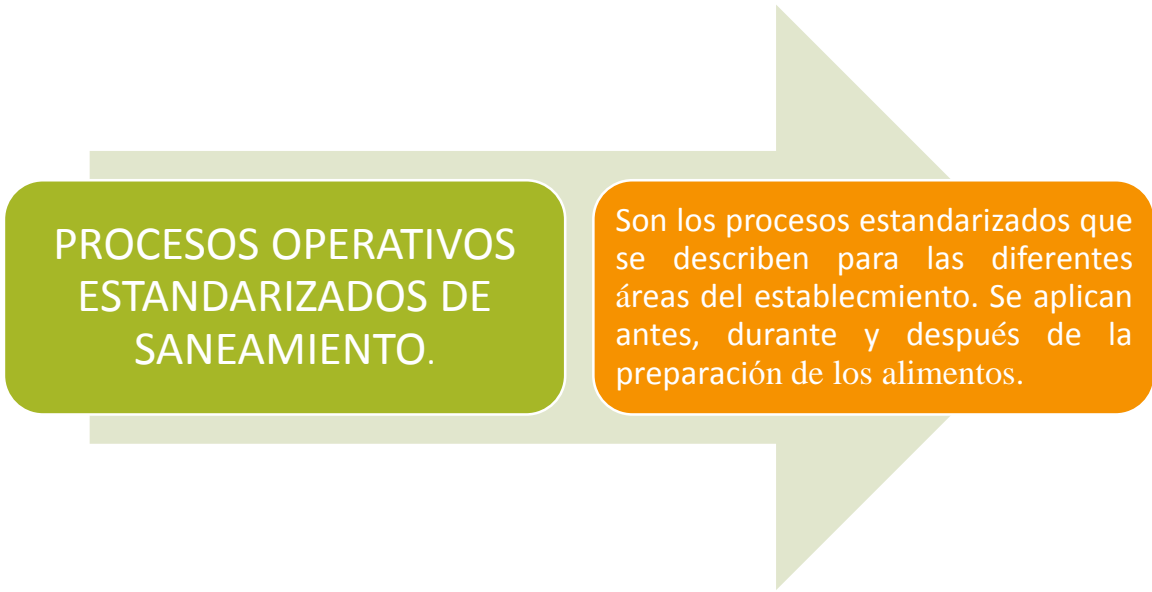 PROCESOS OPERATIVOS
ESTANDARIZADOS DE
SANEAMIENTO.
Son los procesos estandarizados que
se describen para las diferentes
áreas del establecmiento. Se aplican
antes, durante y después de la
preparación de los alimentos.